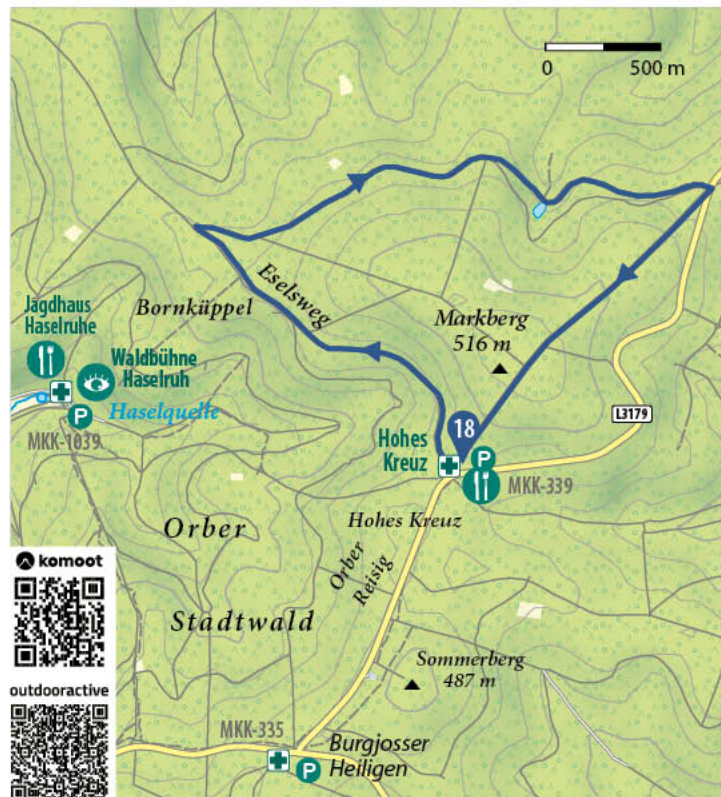 0 500 m
Jagdhaus
Haselruhe
Bornküppel
Eselsweg
Waldbühne
Haselruh
P
Haselquelle
MKK-1039
Markberg
516 m
L3179
Hohes
Kreuz
18
P
MKK-339
Hohes Kreuz
Orber
Reisig
Orber
Stadtwald
komoot
outdooractive
Sommerberg
487 m
MKK-335
P
Burgjosser
Heiligen